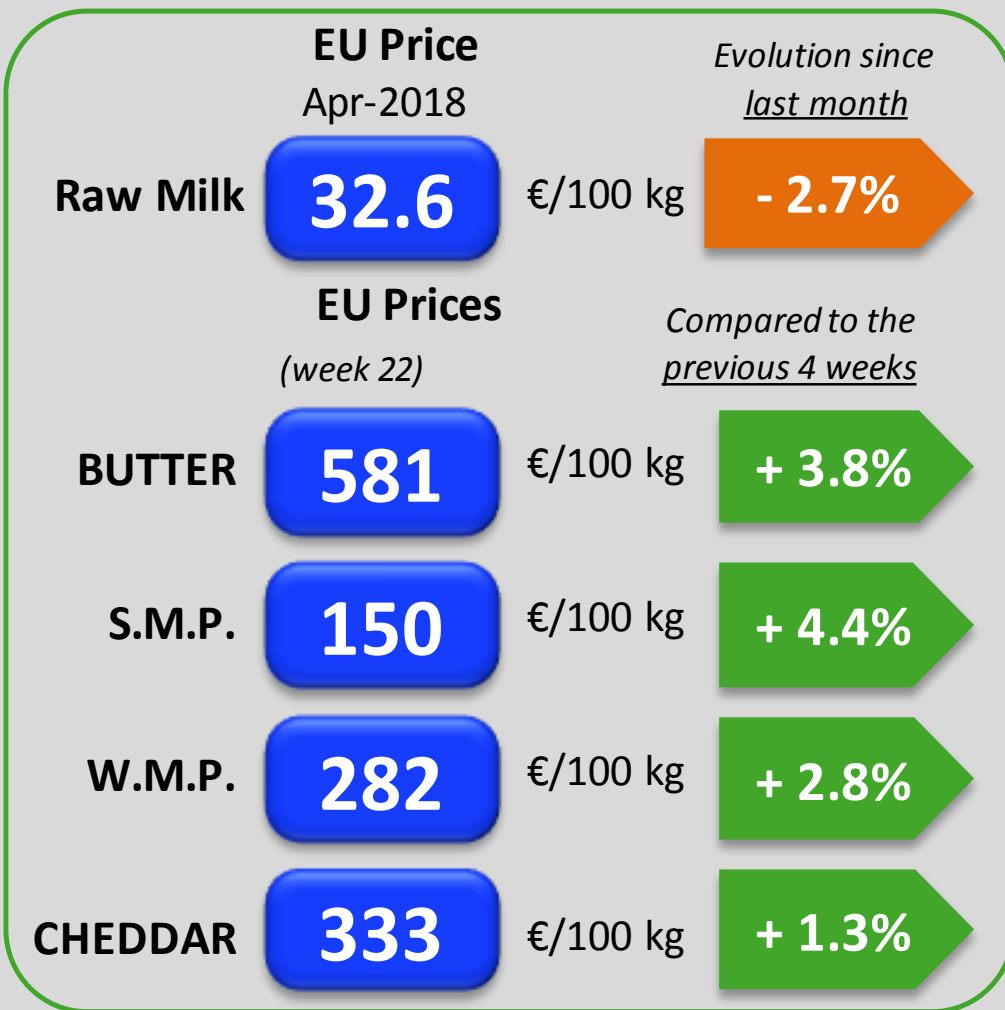 EU Price
Apr-2018
Evolution since
last month
Raw Milk 32.6 €/100 kg - 2.7%
EU Prices
(week 22)
Compared to the
previous 4 weeks
BUTTER 581 €/100 kg + 3.8%
S.M.P. 150 €/100 kg + 4.4%
W.M.P. 282 €/100 kg + 2.8%
CHEDDAR 333 €/100 kg + 1.3%